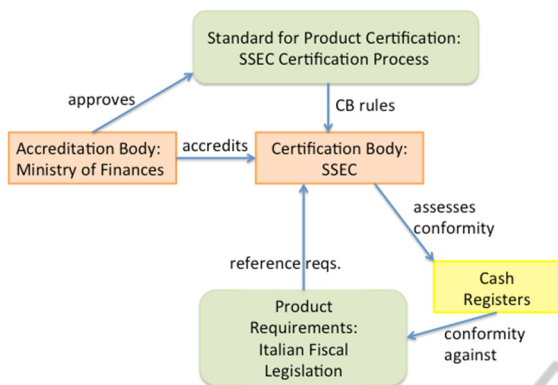 Standard for Product Certification:
SSEC Certification Process
approves
CB rules
Accreditation Body:
Ministry of Finances
accredits
Certification Body:
SSEC
assesses
conformity
reference reqs.
Cash
Registers
Product
Requirements:
Italian Fiscal
Legislation
conformity
against